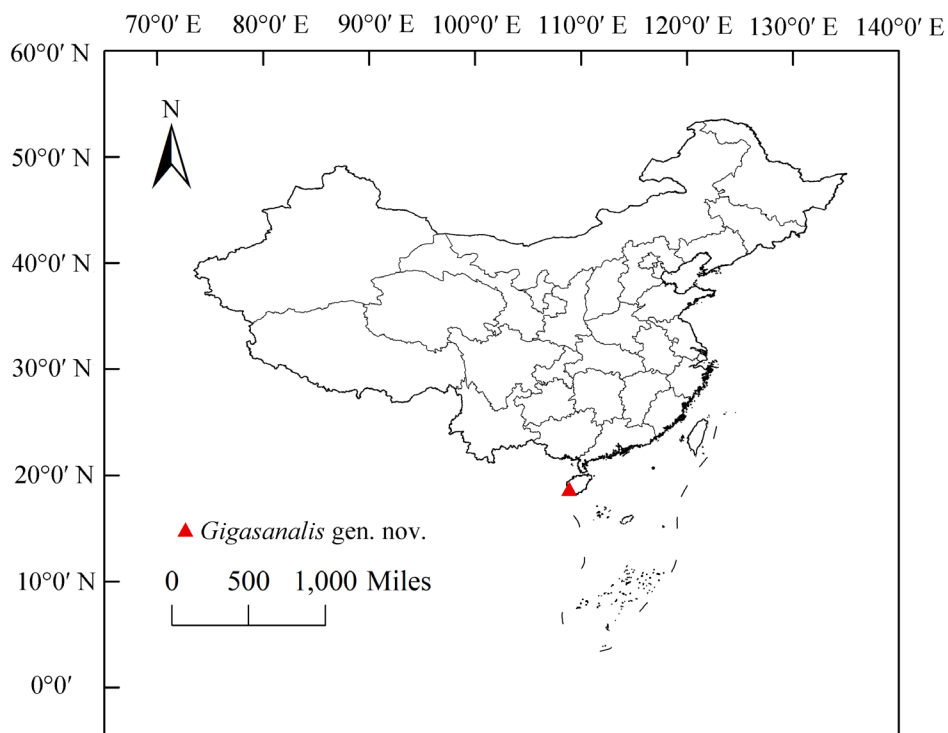 70°0′ E 80°0′ E 90°0′ E 100°0′ E 110°0′ E 120°0′ E 130°0′ E 140°0′ E
60°0′ N
N
50°0′ N
40°0′ N
30°0′ N
20°0′ N
Gigasanalis gen. nov.
0 500 1,000 Miles
10°0′ N
0°0′